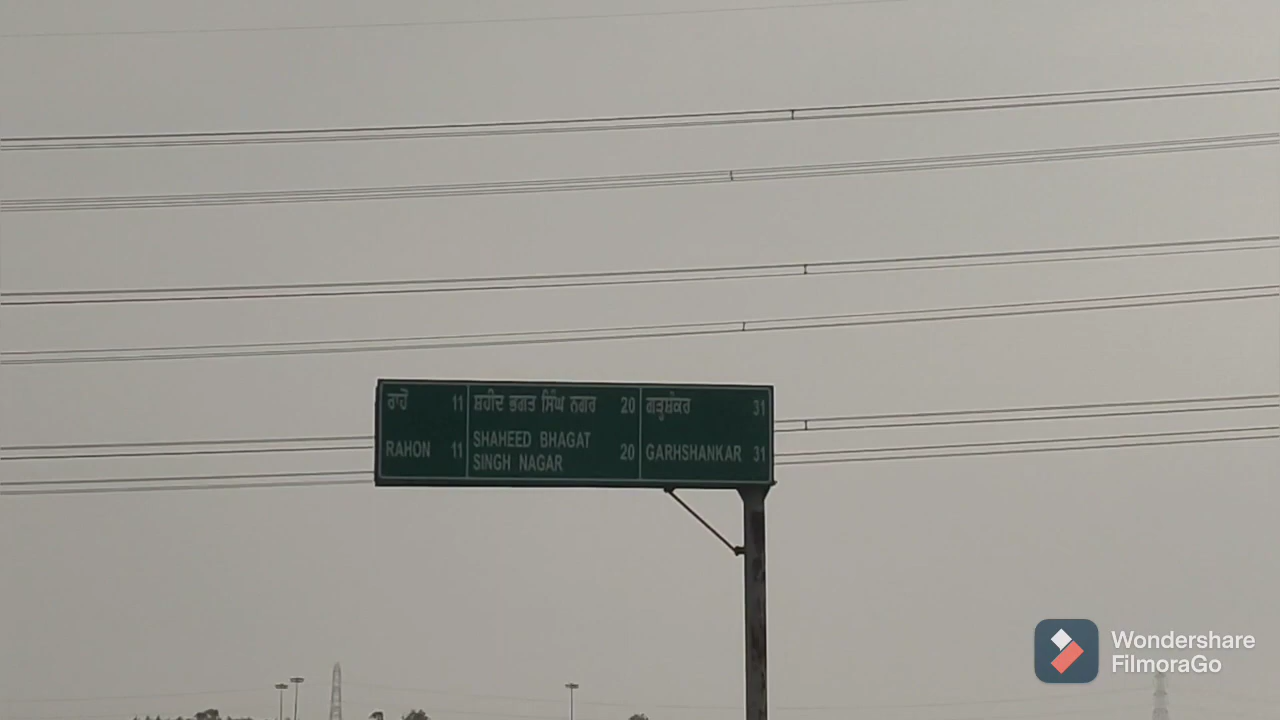 ਰਾਹੋਂ 11
RAHON 11
ਸ਼ਹੀਦ ਭਗਤ ਸਿੰਘ ਨਗਰ 20
SHAHEED BHAGAT
SINGH NAGAR 20
ਗੜ੍ਹਸ਼ੰਕਰ 31
GARHSHANKAR 31
Wondershare
FilmoraGo